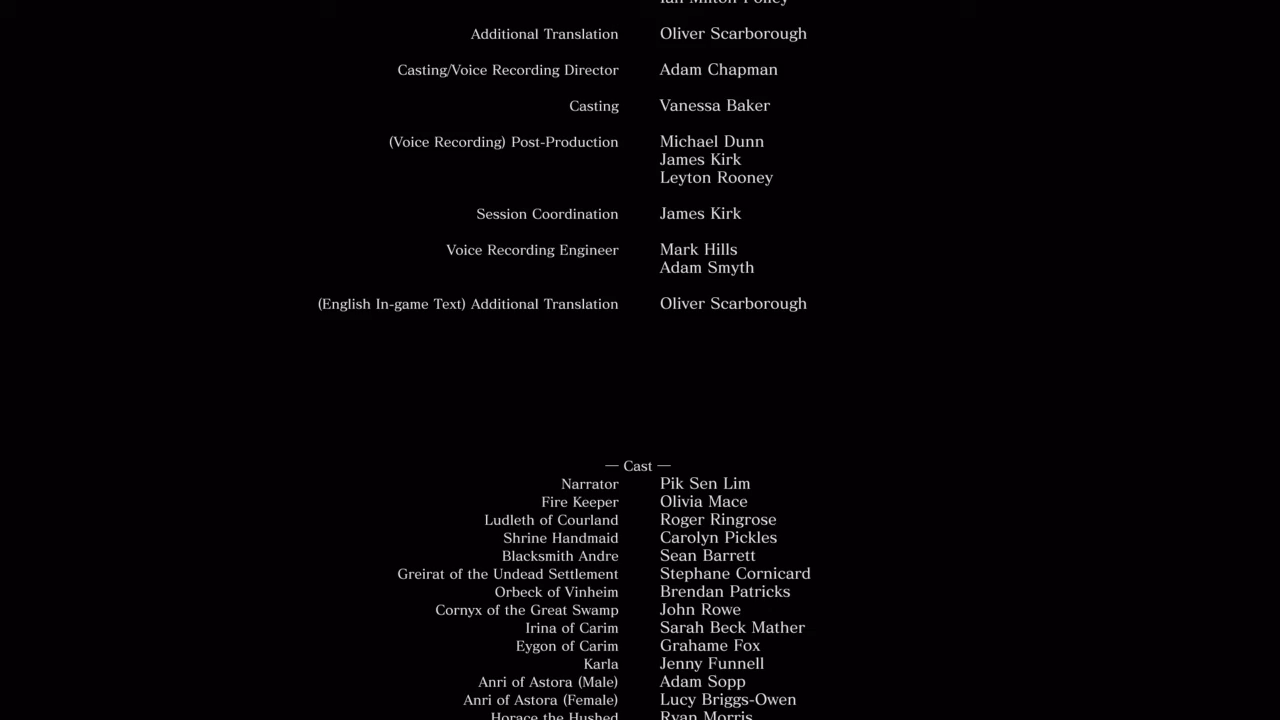 Additional Translation Oliver Scarborough
Casting/Voice Recording Director Adam Chapman
Casting Vanessa Baker
(Voice Recording) Post-Production Michael Dunn
James Kirk
Leyton Rooney
Session Coordination James Kirk
Voice Recording Engineer Mark Hills
Adam Smyth
(English In-game Text) Additional Translation Oliver Scarborough
— Cast —
Narrator Pik Sen Lim
Fire Keeper Olivia Mace
Ludleth of Courland Roger Ringrose
Shrine Handmaid Carolyn Pickles
Blacksmith Andre Sean Barrett
Greirat of the Undead Settlement Stephane Cornicard
Orbeck of Vinheim Brendan Patricks
Cornyx of the Great Swamp John Rowe
Irina of Carim Sarah Beck Mather
Eygon of Carim Grahame Fox
Karla Jenny Funnell
Anri of Astora (Male) Adam Sopp
Anri of Astora (Female) Lucy Briggs-Owen
Horace the Hushed Ryan Morris